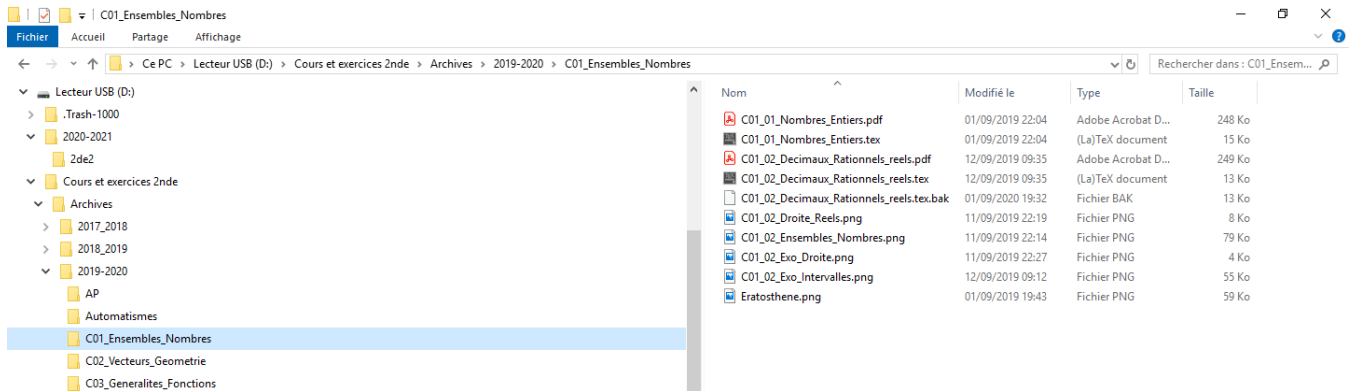 C01_Ensembles_Nombres
Fichier Accueil Partage Affichage
Ce PC > Lecteur USB (D:) > Cours et exercices 2nde > Archives > 2019-2020 > C01_Ensembles_Nombres
Rechercher dans : C01_Ensem...
Lecteur USB (D:)
.Trash-1000
2020-2021
2de2
Cours et exercices 2nde
Archives
2017_2018
2018_2019
2019-2020
AP
Automatismes
C01_Ensembles_Nombres
C02_Vecteurs_Geometrie
C03_Generalites_Fonctions
Nom Modifié le Type Taille
C01_01_Nombres_Entiers.pdf 01/09/2019 22:04 Adobe Acrobat D... 248 Ko
C01_01_Nombres_Entiers.tex 01/09/2019 22:04 (La)TeX document 15 Ko
C01_02_Decimaux_Rationnels_reels.pdf 12/09/2019 09:35 Adobe Acrobat D... 249 Ko
C01_02_Decimaux_Rationnels_reels.tex 12/09/2019 09:35 (La)TeX document 13 Ko
C01_02_Decimaux_Rationnels_reels.tex.bak 01/09/2020 19:32 Fichier BAK 13 Ko
C01_02_Droite_Reels.png 11/09/2019 22:19 Fichier PNG 8 Ko
C01_02_Ensembles_Nombres.png 11/09/2019 22:14 Fichier PNG 79 Ko
C01_02_Exo_Droite.png 11/09/2019 22:27 Fichier PNG 4 Ko
C01_02_Exo_Intervalles.png 12/09/2019 09:12 Fichier PNG 55 Ko
Eratosthene.png 01/09/2019 19:43 Fichier PNG 59 Ko